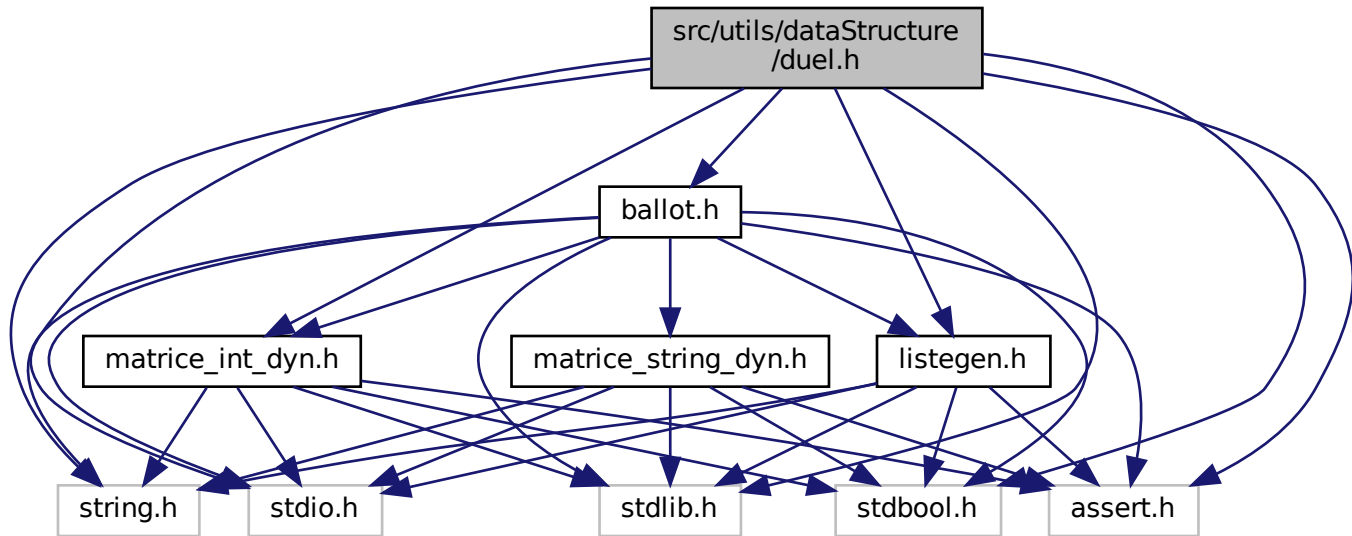 src/utils/dataStructure
/duel.h
ballot.h
matrice_int_dyn.h
matrice_string_dyn.h
listegen.h
string.h
stdio.h
stdlib.h
stdbool.h
assert.h